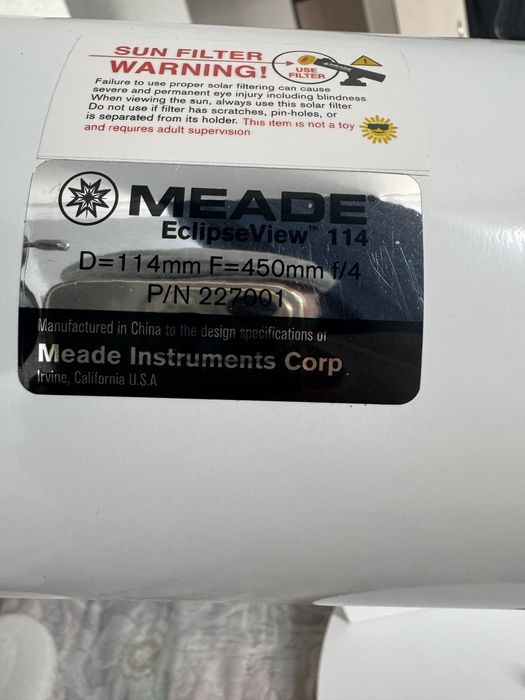 SUN FILTER
WARNING!
MEADE
USE
FILTER
Failure to use proper solar filtering can cause
severe and permanent eye injury including blindness
When viewing the sun, always use this solar filter
Do not use if filter has scratches, pin-holes, or
is separated from its holder. This item is not a toy
and requires adult supervision
MEADE®
EclipseView™ 114
D=114mm F=450mm f/4
P/N 227001
Manufactured in China to the design specifications of
Meade Instruments Corp
Irvine, California U.S.A